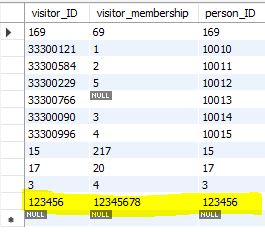 visitor_ID visitor_membership person_ID
169 69 169
33300121 1 10010
33300584 2 10011
33300229 5 10012
33300766 NULL 10013
33300090 3 10014
33300996 4 10015
15 217 15
17 20 17
3 4 3
123456 12345678 123456
NULL NULL NULL